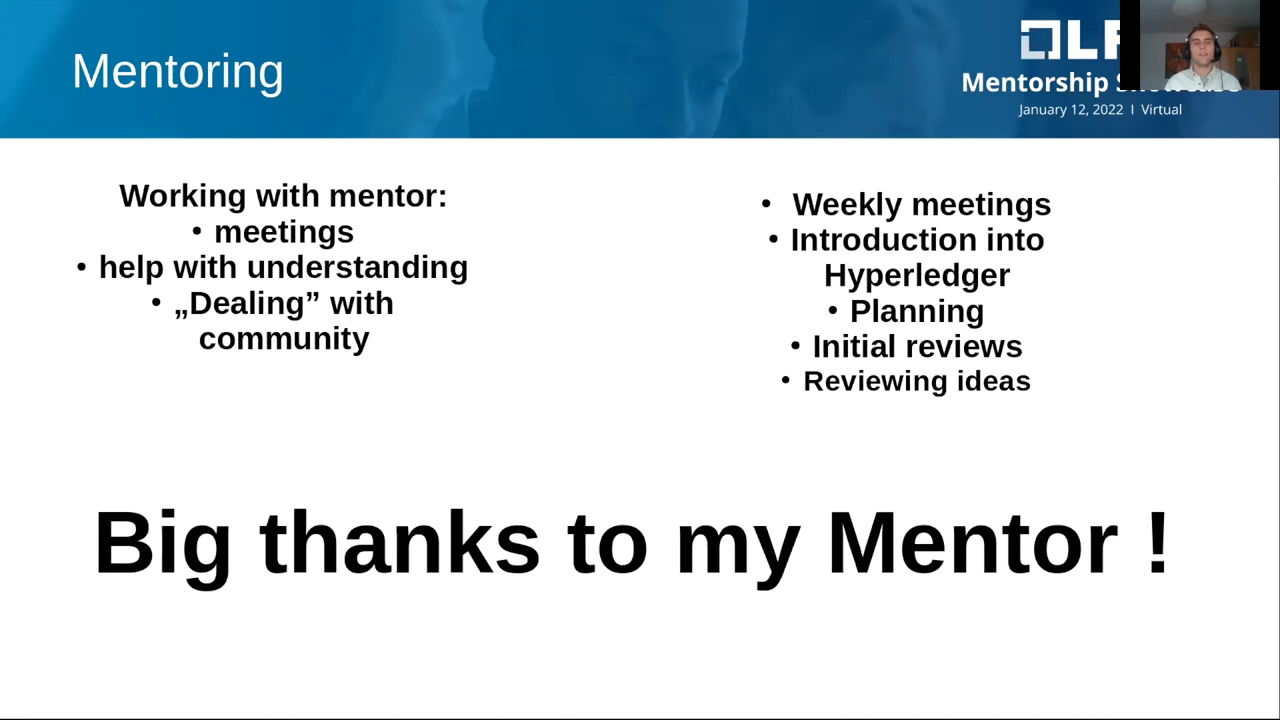 Mentoring
LF
Mentorship
January 12, 2022 I Virtual
Working with mentor:
• meetings
• help with understanding
• „Dealing” with
community
• Weekly meetings
• Introduction into
Hyperledger
• Planning
• Initial reviews
• Reviewing ideas
Big thanks to my Mentor !